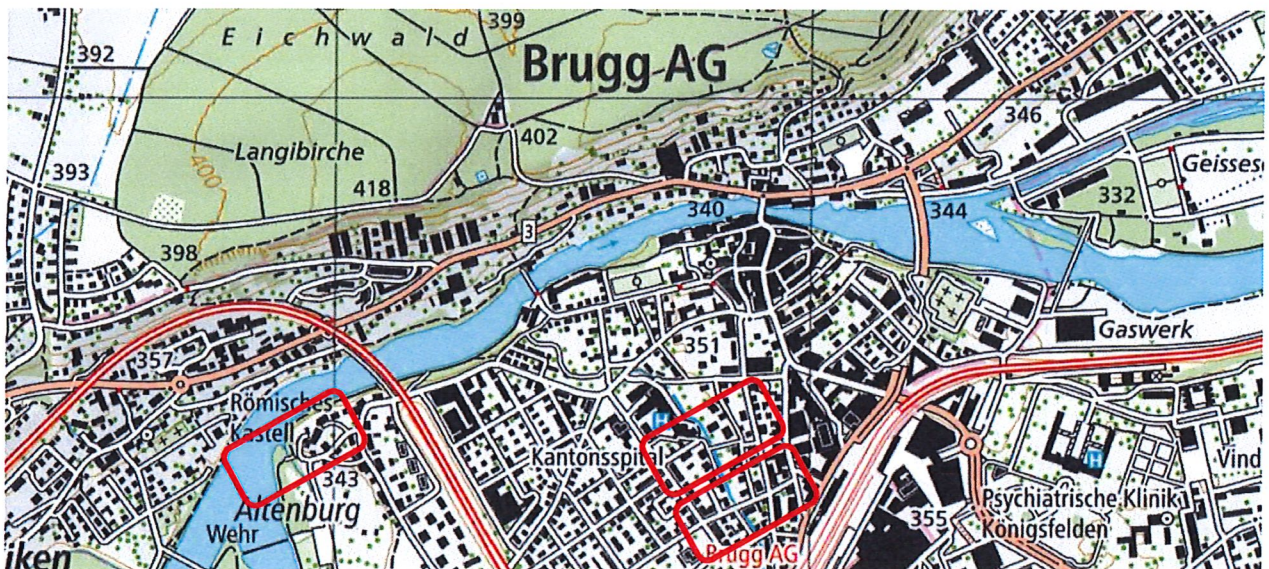 399
392
Eichwald
Brugg AG
402
346
Langibirche
393
400
418
Geisses
332
340
344
3
398
Gaswerk
351
357
Römisches
Kastell
H
Kantonsspital
H
Vind
343
Altenburg
Psychiatrische Klinik
Königsfelden
355
Wehr
Brugg AG
iken